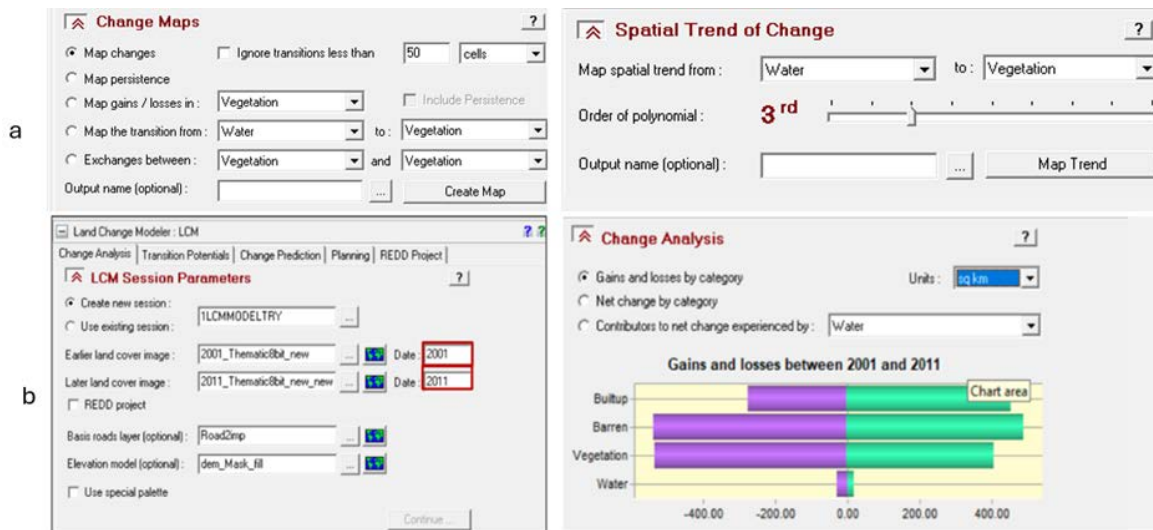 a
Change Maps
?
Map changes Ignore transitions less than 50 cells
Map persistence
Map gains / losses in : Vegetation Include Persistence
Map the transition from : Water to : Vegetation
Exchanges between : Vegetation and Vegetation
Output name (optional) : ... Create Map
Spatial Trend of Change
?
Map spatial trend from : Water to : Vegetation
Order of polynomial : 3 rd
Output name (optional) : ... Map Trend
b
Land Change Modeler : LCM ? ?
Change Analysis Transition Potentials Change Prediction Planning REDD Project
LCM Session Parameters
?
Create new session :
1LCMMODELTRY ...
Use existing session :
Earlier land cover image : 2001_Thematic8bit_new ... Date : 2001
Later land cover image : 2011_Thematic8bit_new_new ... Date : 2011
REDD project
Basis roads layer (optional) : Road2imp ...
Elevation model (optional) : dem_Mask_fill ...
Use special palette
Continue ...
Change Analysis
?
Gains and losses by category Units : sq km
Net change by category
Contributors to net change experienced by : Water
Gains and losses between 2001 and 2011
Chart area
Builtup
Barren
Vegetation
Water
-400.00 -200.00 0.00 200.00 400.00